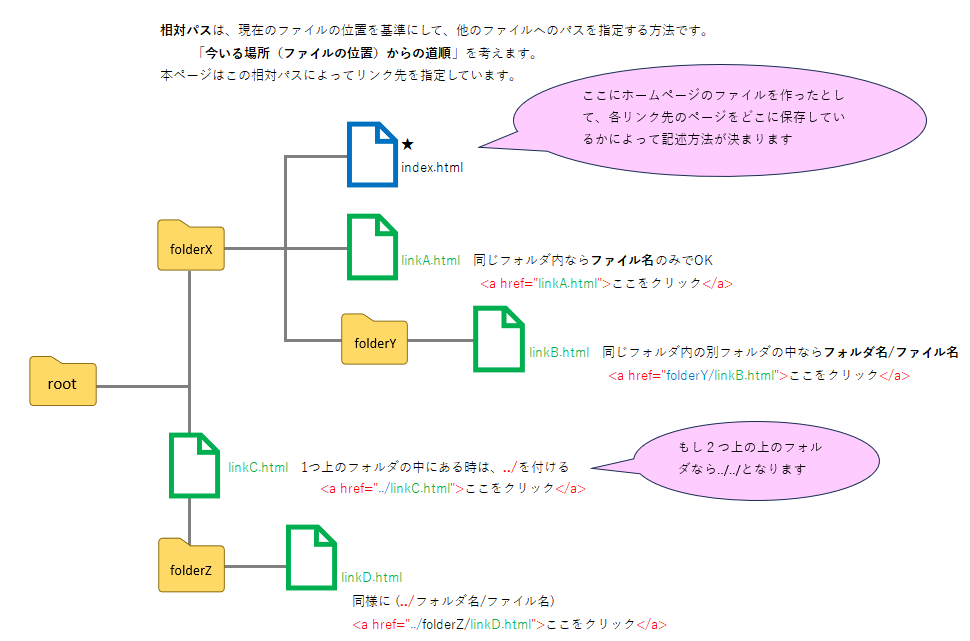 相対パスは、現在のファイルの位置を基準にして、他のファイルへのパスを指定する方法です。
「今いる場所（ファイルの位置）からの道順」を考えます。
本ページはこの相対パスによってリンク先を指定しています。
ここにホームページのファイルを作ったとし
て、各リンク先のページをどこに保存してい
るかによって記述方法が決まります
★
index.html
folderX
linkA.html 同じフォルダ内ならファイル名のみでOK
<a href="linkA.html">ここをクリック</a>
folderY
linkB.html 同じフォルダ内の別フォルダの中ならフォルダ名/ファイル名
<a href="folderY/linkB.html">ここをクリック</a>
root
linkC.html 1つ上のフォルダの中にある時は、../を付ける
<a href="../linkC.html">ここをクリック</a>
もし２つ上の上のフォル
ダなら../../となります
folderZ
linkD.html
同様に (../フォルダ名/ファイル名)
<a href="../folderZ/linkD.html">ここをクリック</a>